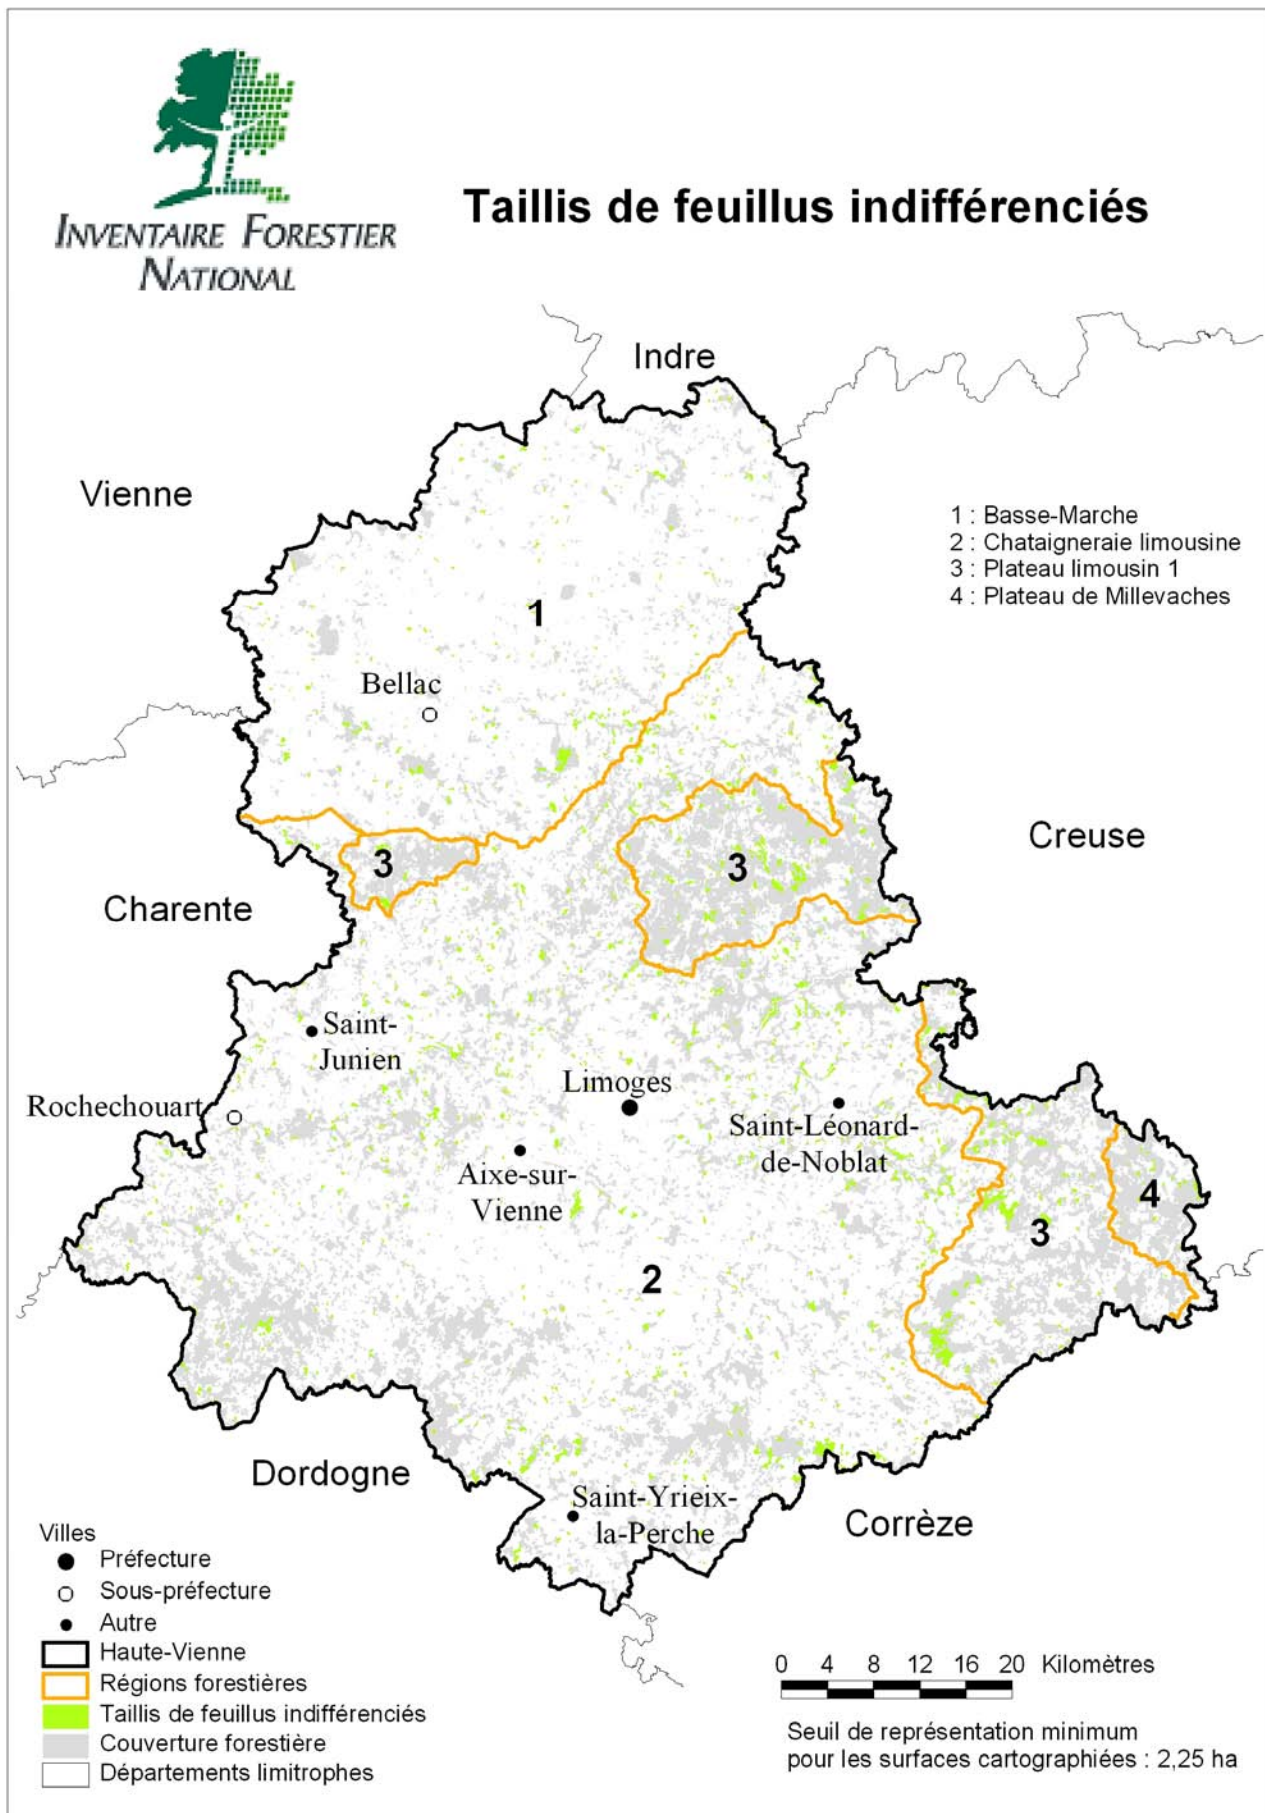 INVENTAIRE FORESTIER
NATIONAL
Taillis de feuillus indifférenciés
Indre
Vienne
1 : Basse-Marche
2 : Chataigneraie limousine
3 : Plateau limousin 1
4 : Plateau de Millevaches
1
Bellac
Creuse
3
3
Charente
Saint-
Junien
Limoges
Rochechouart
Saint-Léonard-
de-Noblat
Aixe-sur-
Vienne
4
3
2
Dordogne
Saint-Yrieix-
la-Perche
Corrèze
Villes
Préfecture
Sous-préfecture
Autre
Haute-Vienne
Régions forestières
Taillis de feuillus indifférenciés
Couverture forestière
Départements limitrophes
0 4 8 12 16 20 Kilomètres
Seuil de représentation minimum
pour les surfaces cartographiées : 2,25 ha